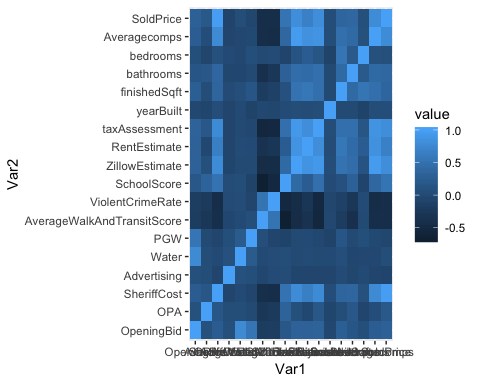 SoldPrice
Averagecomps
bedrooms
bathrooms
finishedSqft
yearBuilt
taxAssessment
RentEstimate
ZillowEstimate
SchoolScore
ViolentCrimeRate
AverageWalkAndTransitScore
PGW
Water
Advertising
SheriffCost
OPA
OpeningBid
Var2
value
1.0
0.5
0.0
-0.5
Var1